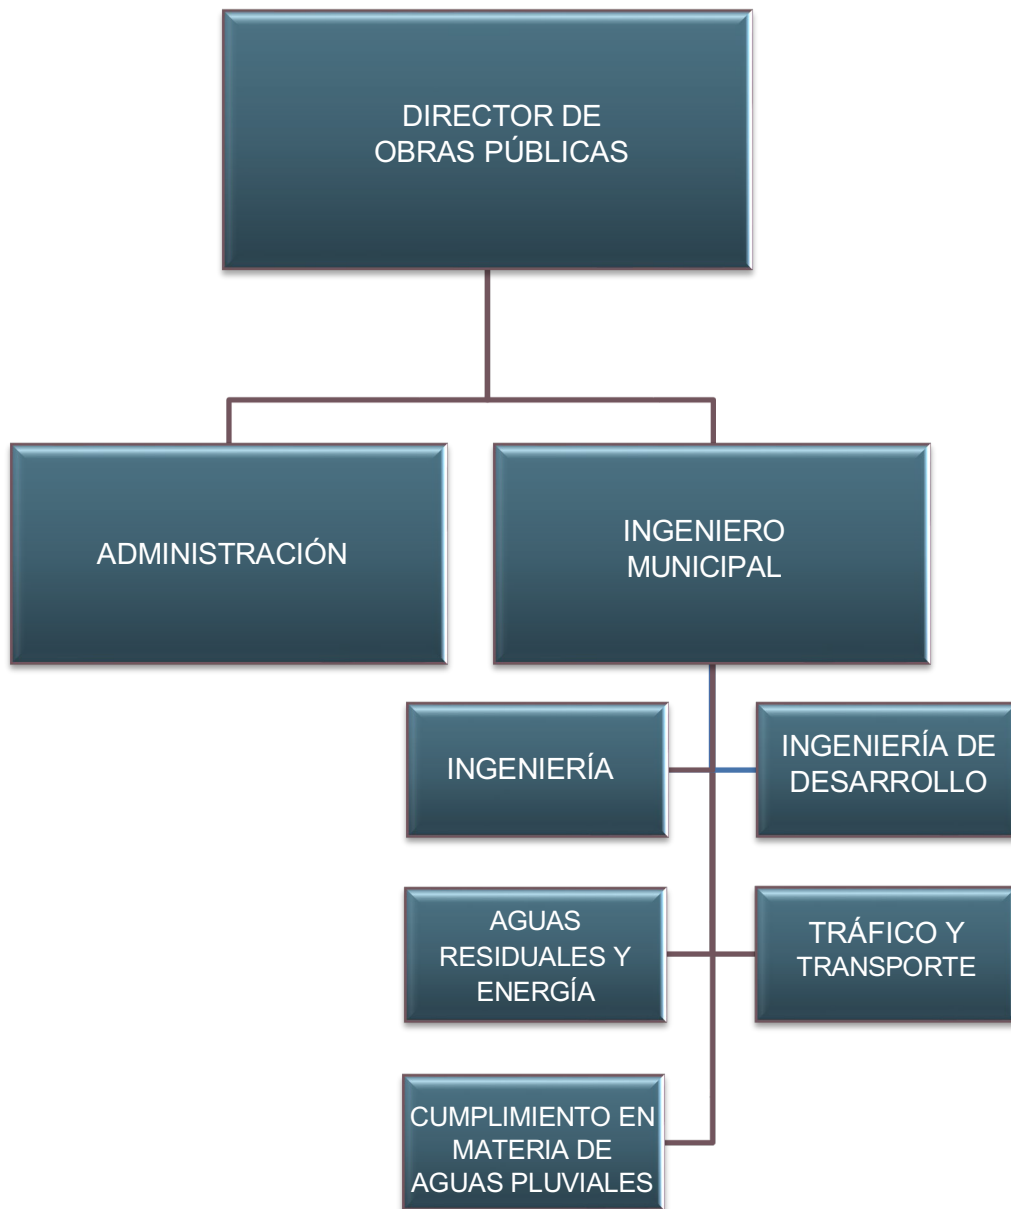 DIRECTOR DE
OBRAS PÚBLICAS
ADMINISTRACIÓN
INGENIERO
MUNICIPAL
INGENIERÍA
INGENIERÍA DE
DESARROLLO
AGUAS
RESIDUALES Y
ENERGÍA
TRÁFICO Y
TRANSPORTE
CUMPLIMIENTO EN
MATERIA DE
AGUAS PLUVIALES